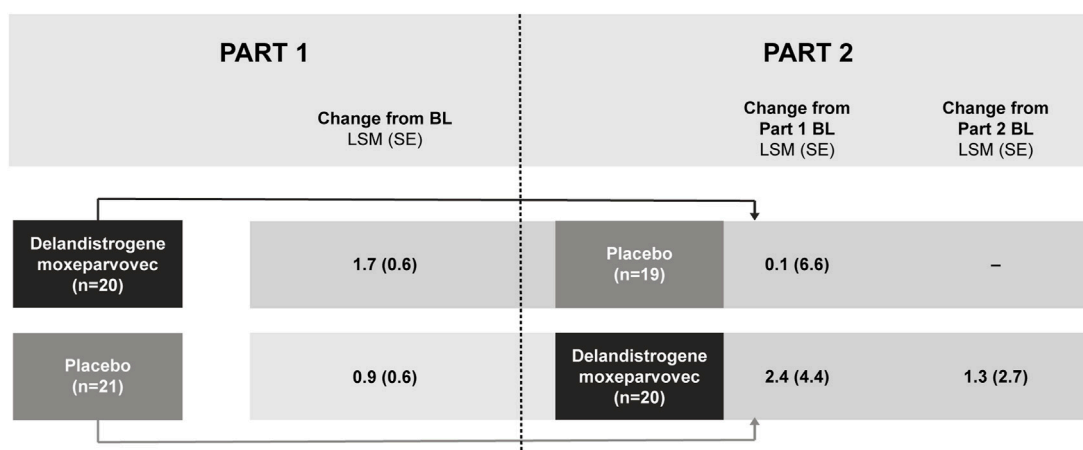 PART 1
PART 2
Change from BL
LSM (SE)
Change from
Part 1 BL
LSM (SE)
Change from
Part 2 BL
LSM (SE)
Delandistrogene
moxeparvovec
(n=20)
1.7 (0.6)
Placebo
(n=19)
0.1 (6.6)
–
Placebo
(n=21)
0.9 (0.6)
Delandistrogene
moxeparvovec
(n=20)
2.4 (4.4)
1.3 (2.7)